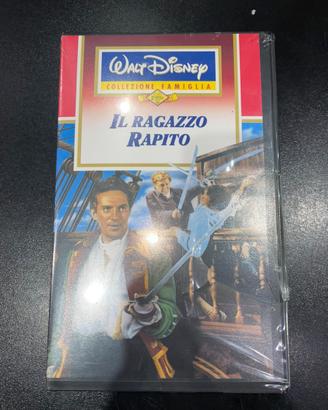 WALT DISNEY
COLLEZIONE FAMIGLIA
IL RAGAZZO
RAPITO